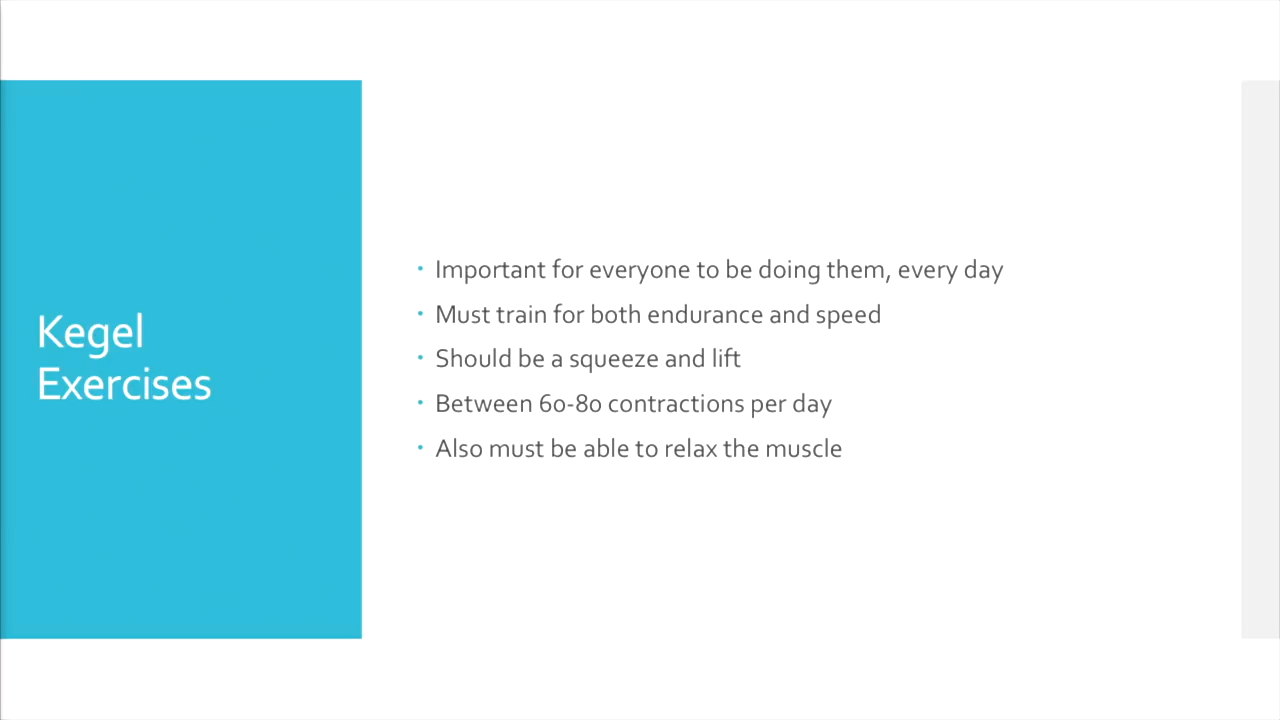 Kegel
Exercises
• Important for everyone to be doing them, every day
• Must train for both endurance and speed
• Should be a squeeze and lift
• Between 60-80 contractions per day
• Also must be able to relax the muscle